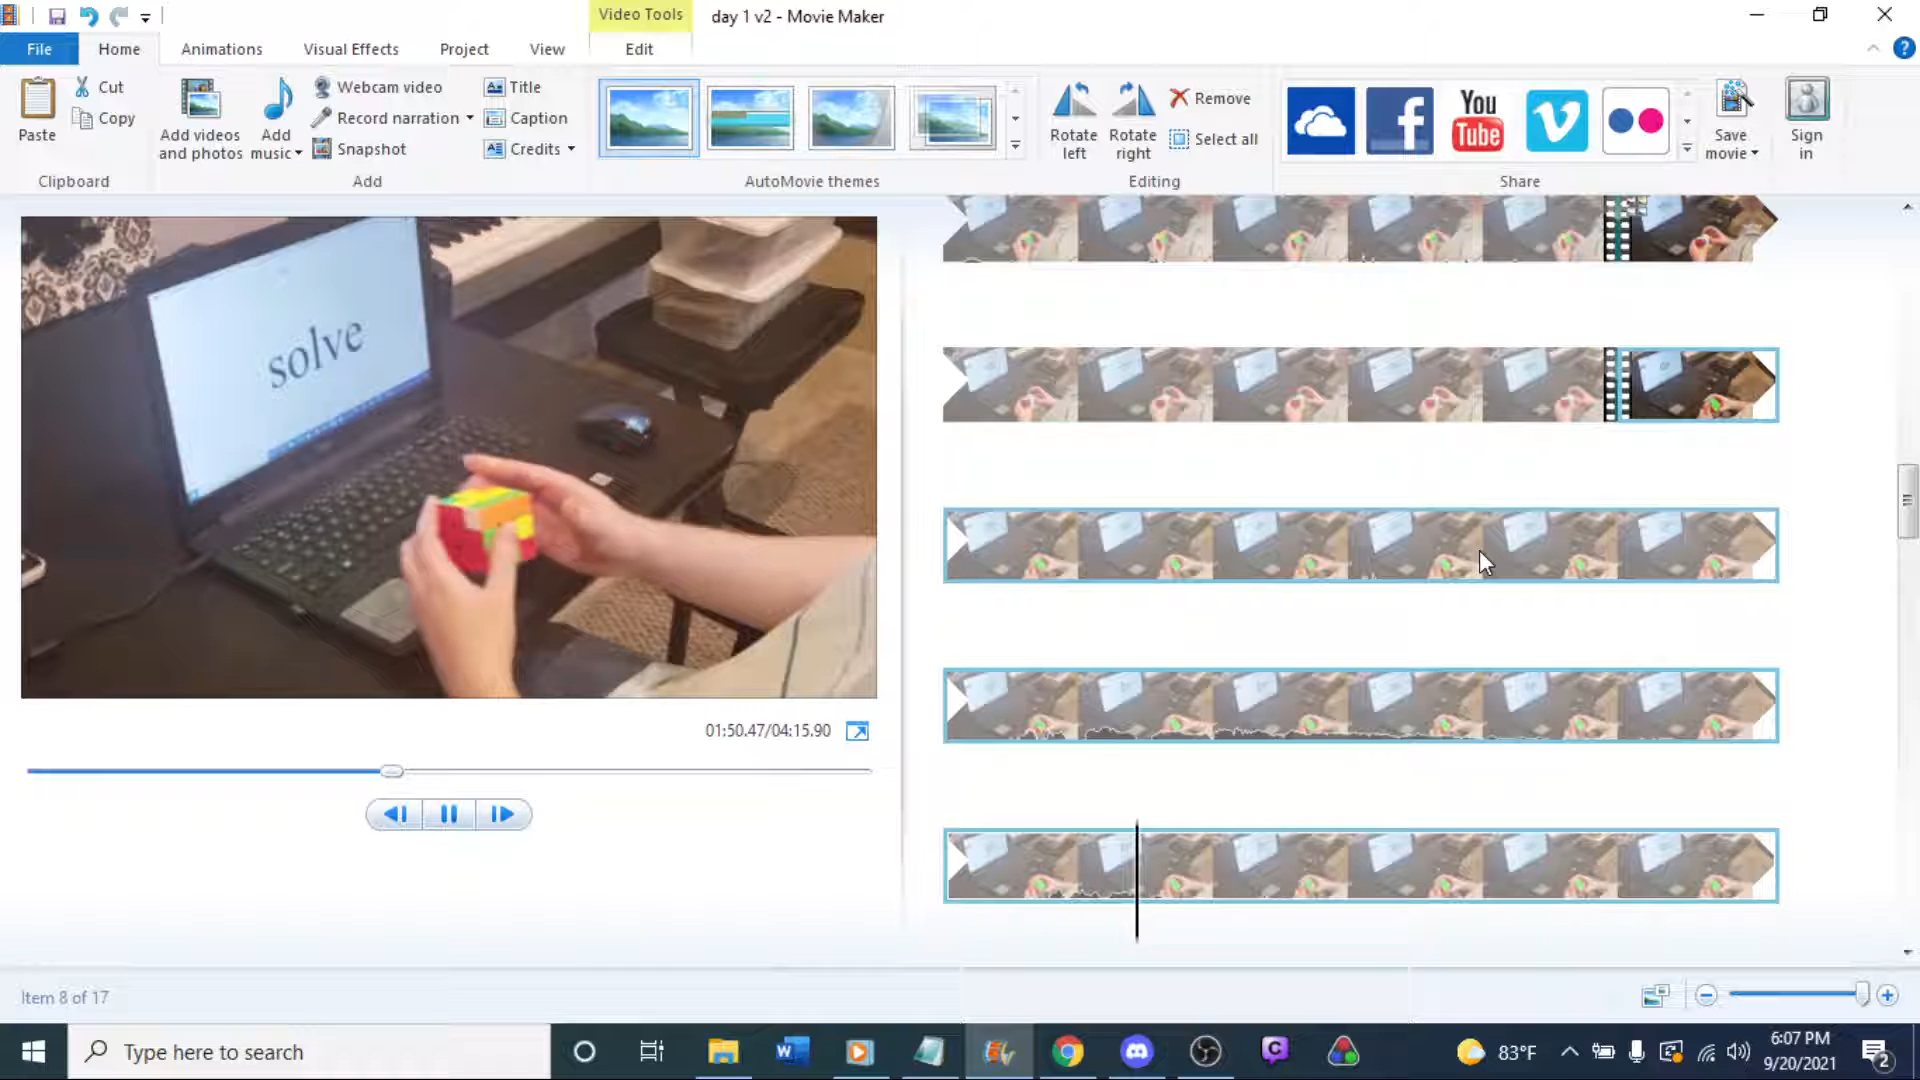 Video Tools
day 1 v2 - Movie Maker
File
Home
Animations
Visual Effects
Project
View
Edit
Paste
Cut
Copy
Clipboard
Add videos
and photos
Add
music
Webcam video
Record narration
Snapshot
Title
Caption
Credits
Add
AutoMovie themes
Rotate
left
Rotate
right
Remove
Select all
Editing
You
Tube
Share
Save
movie
Sign
in
solve
01:50.47/04:15.90
Item 8 of 17
Type here to search
83°F
6:07 PM
9/20/2021
2